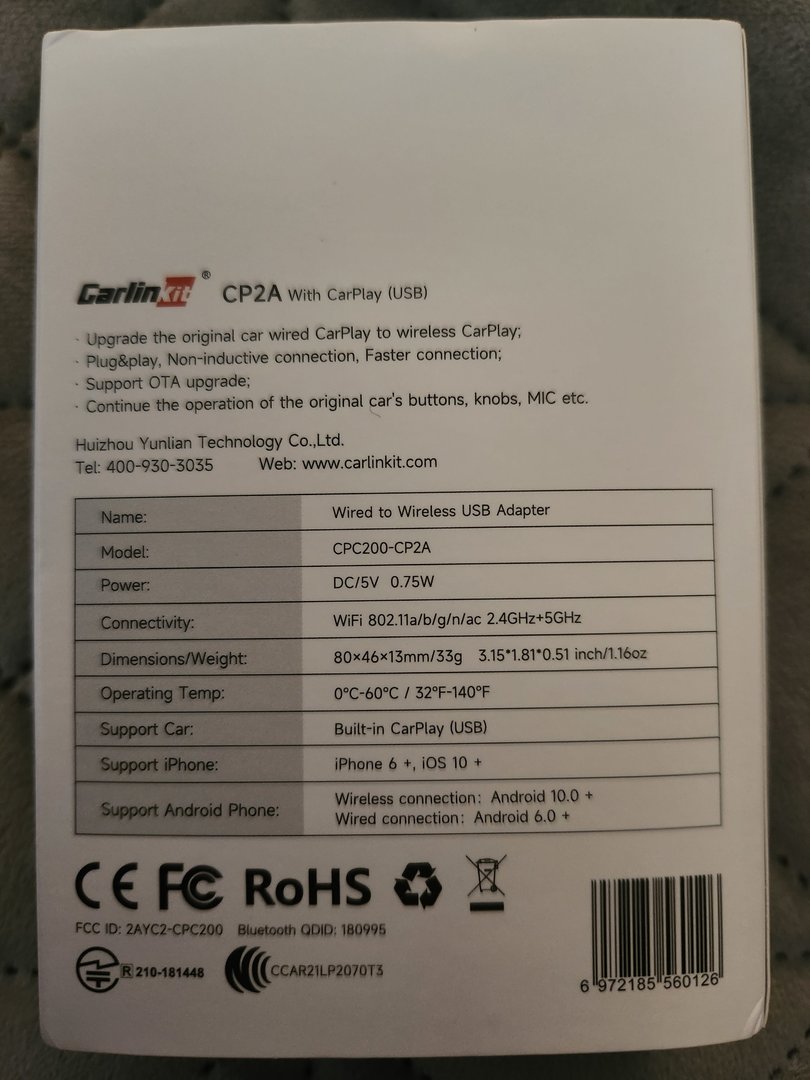 Carlinkit® CP2A With CarPlay (USB)
· Upgrade the original car wired CarPlay to wireless CarPlay;
· Plug&play, Non-inductive connection, Faster connection;
· Support OTA upgrade;
· Continue the operation of the original car's buttons, knobs, MIC etc.
Huizhou Yunlian Technology Co.,Ltd.
Tel: 400-930-3035 Web: www.carlinkit.com
Name: Wired to Wireless USB Adapter
Model: CPC200-CP2A
Power: DC/5V 0.75W
Connectivity: WiFi 802.11a/b/g/n/ac 2.4GHz+5GHz
Dimensions/Weight: 80×46×13mm/33g 3.15*1.81*0.51 inch/1.16oz
Operating Temp: 0°C-60°C / 32°F-140°F
Support Car: Built-in CarPlay (USB)
Support iPhone: iPhone 6 +, iOS 10 +
Support Android Phone: Wireless connection: Android 10.0 +
Wired connection: Android 6.0 +
CE FC RoHS
FCC ID: 2AYC2-CPC200 Bluetooth QDID: 180995
R 210-181448 CCAR21LP2070T3
6 972185 560126